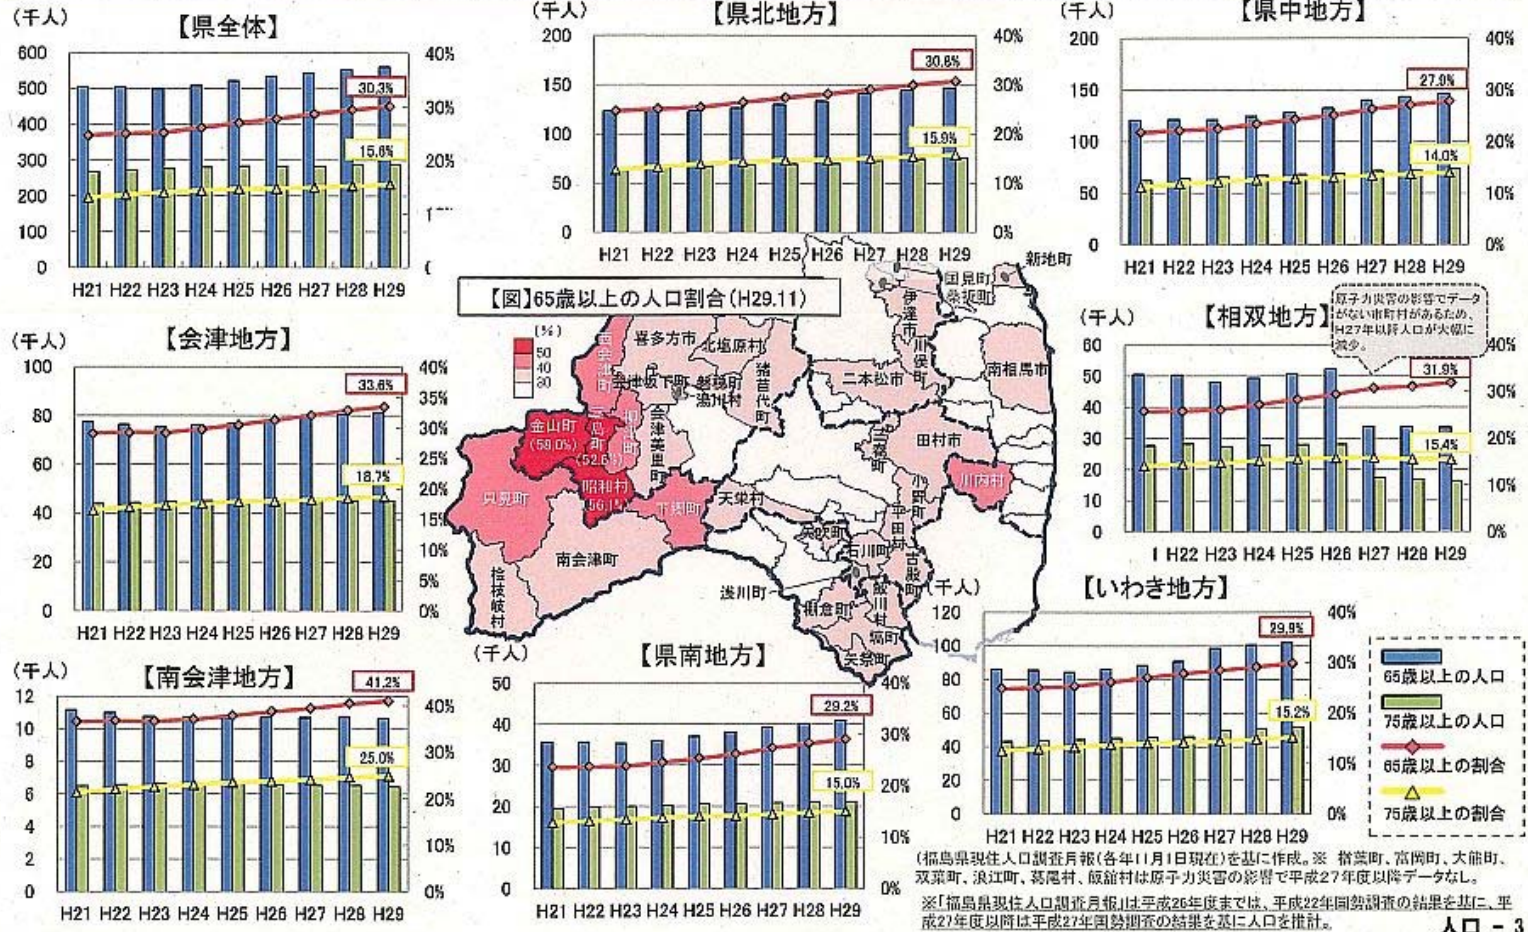 (千人)
【県全体】
600
500
400
300
200
100
0
40%
30%
20%
30.3%
15.6%
H21 H22 H23 H24 H25 H26 H27 H28 H29
(千人)
【県北地方】
200
150
100
50
0
40%
30%
20%
10%
0%
30.8%
15.9%
H21 H22 H23 H24 H25 H26 H27 H28 H29
(千人)
【県中地方】
200
150
100
50
0
40%
30%
20%
10%
0%
27.9%
14.0%
H21 H22 H23 H24 H25 H26 H27 H28 H29
【図】65歳以上の人口割合(H29.11)
(%)
50
40
30
新地町
国見町
桑折町
伊達市
川俣町
南相馬市
二本松市
喜多方市
北塩原村
西会津町
会津坂下町
磐梯町
湯川村
猪苗代町
金山町
(59.0%)
三島町
(52.6%)
柳津町
会津美里町
昭和村
(56.1%)
只見町
下郷町
南会津町
檜枝岐村
天栄村
三春町
田村市
小野町
川内村
平田村
矢吹町
石川町
古殿町
浅川町
鮫川村
棚倉町
塙町
矢祭町
(千人)
【会津地方】
100
80
60
40
20
0
40%
35%
30%
25%
20%
15%
10%
5%
0%
33.6%
18.7%
H21 H22 H23 H24 H25 H26 H27 H28 H29
(千人)
【相双地方】
原子力災害の影響でデータ
がない市町村があるため、
H27年以降人口が大幅に
減少。
60
50
40
30
20
10
0
40%
30%
20%
10%
0%
31.9%
15.4%
H22 H23 H24 H25 H26 H27 H28 H29
(千人)
【南会津地方】
12
10
8
6
4
2
0
40%
30%
20%
10%
0%
41.2%
25.0%
H21 H22 H23 H24 H25 H26 H27 H28 H29
(千人)
【県南地方】
50
40
30
20
10
0
40%
30%
20%
10%
0%
29.2%
15.0%
H21 H22 H23 H24 H25 H26 H27 H28 H29
(千人)
【いわき地方】
120
100
80
60
40
20
0
40%
30%
20%
10%
0%
29.9%
15.2%
H21 H22 H23 H24 H25 H26 H27 H28 H29
65歳以上の人口
75歳以上の人口
65歳以上の割合
75歳以上の割合
(福島県現住人口調査月報(各年11月1日現在)を基に作成。※ 楢葉町、富岡町、大熊町、
双葉町、浪江町、葛尾村、飯舘村は原子力災害の影響で平成27年度以降データなし。
※「福島県現住人口調査月報」は平成26年度までは、平成22年国勢調査の結果を基に、平
成27年度以降は平成27年国勢調査の結果を基に人口を推計。
人口 - 3